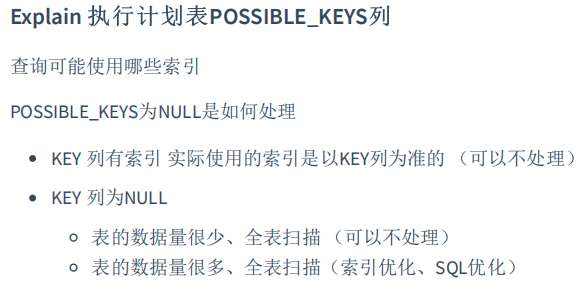 Explain 执行计划表POSSIBLE_KEYS列
查询可能使用哪些索引
POSSIBLE_KEYS为NULL是如何处理
KEY 列有索引 实际使用的索引是以KEY列为准的 （可以不处理）
KEY 列为NULL
表的数据量很少、全表扫描 （可以不处理）
表的数据量很多、全表扫描（索引优化、SQL优化）